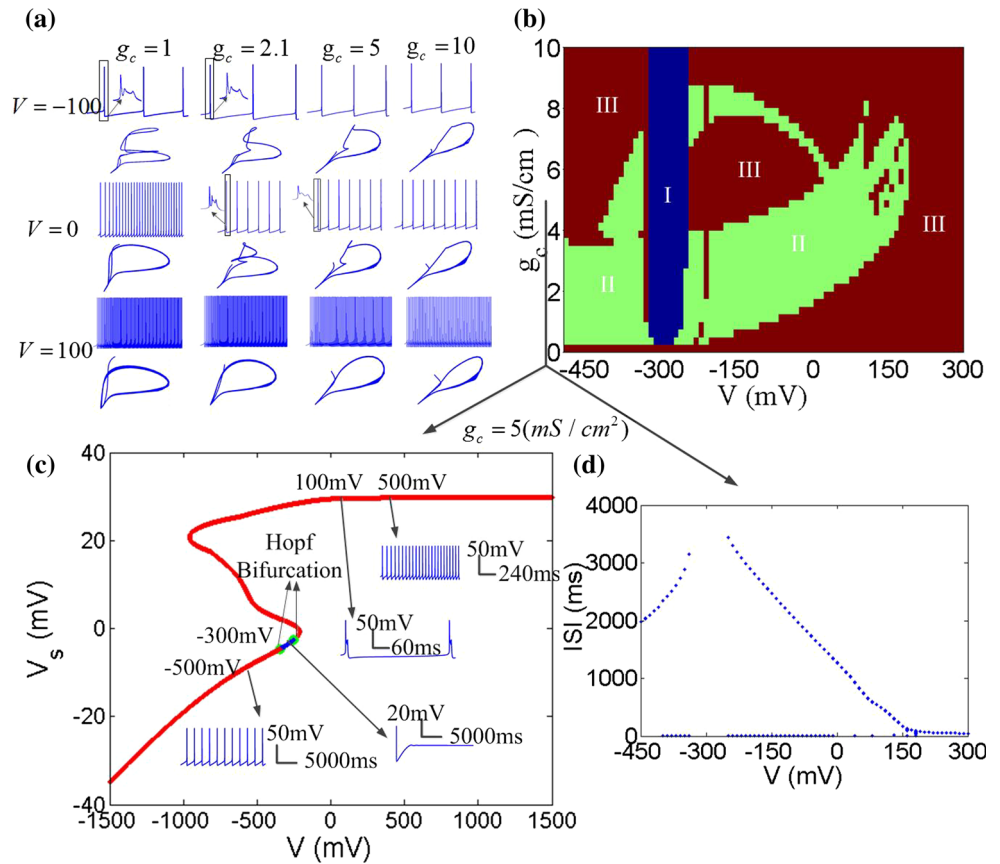 (a)
g_c = 1
g_c = 2.1
g_c = 5
g_c = 10
V = −100
V = 0
V = 100
(b)
g_c (mS/cm)
10
8
6
4
2
0
III
I
III
II
II
III
-450
-300
-150
0
150
300
V (mV)
g_c = 5(mS / cm²)
(c)
V_s (mV)
40
20
0
-20
-40
100mV
500mV
Hopf
Bifurcation
50mV
240ms
50mV
60ms
-300mV
-500mV
50mV
5000ms
20mV
5000ms
-1500
-1000
-500
0
500
1000
1500
V (mV)
(d)
ISI (ms)
4000
3000
2000
1000
0
-450
-300
-150
0
150
300
V (mV)